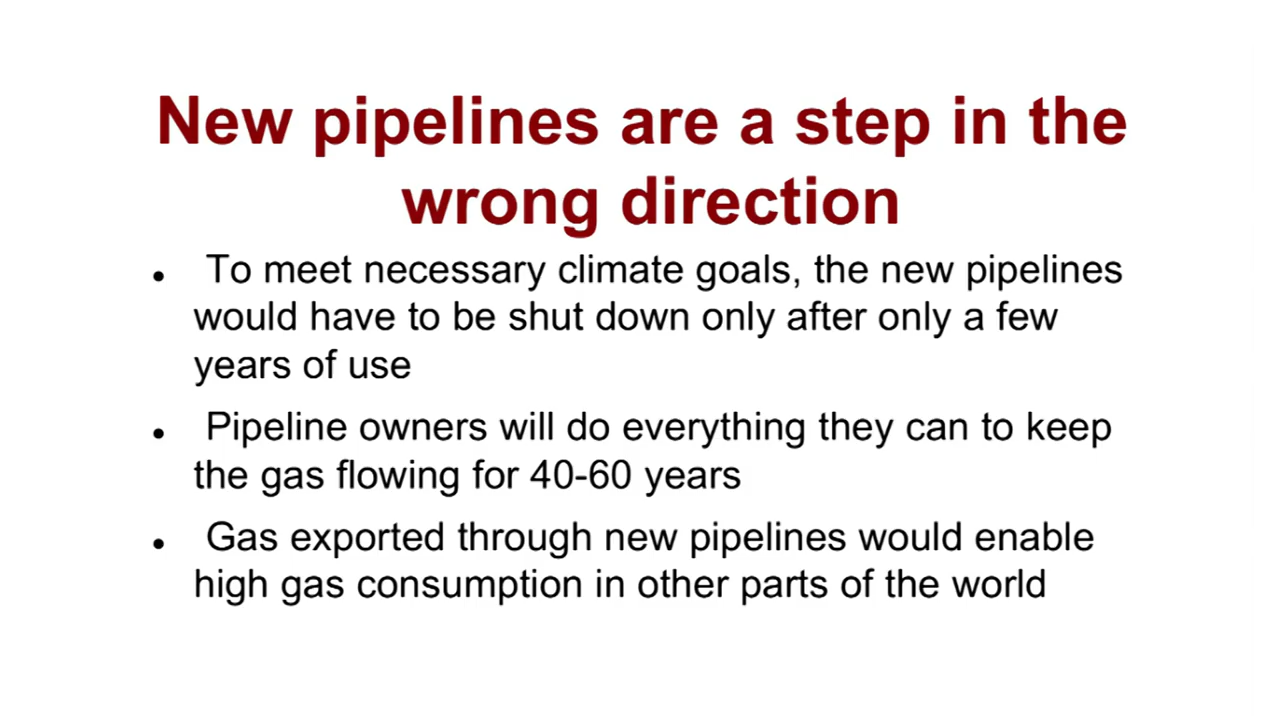 New pipelines are a step in the
wrong direction
• To meet necessary climate goals, the new pipelines
would have to be shut down only after only a few
years of use
• Pipeline owners will do everything they can to keep
the gas flowing for 40-60 years
• Gas exported through new pipelines would enable
high gas consumption in other parts of the world